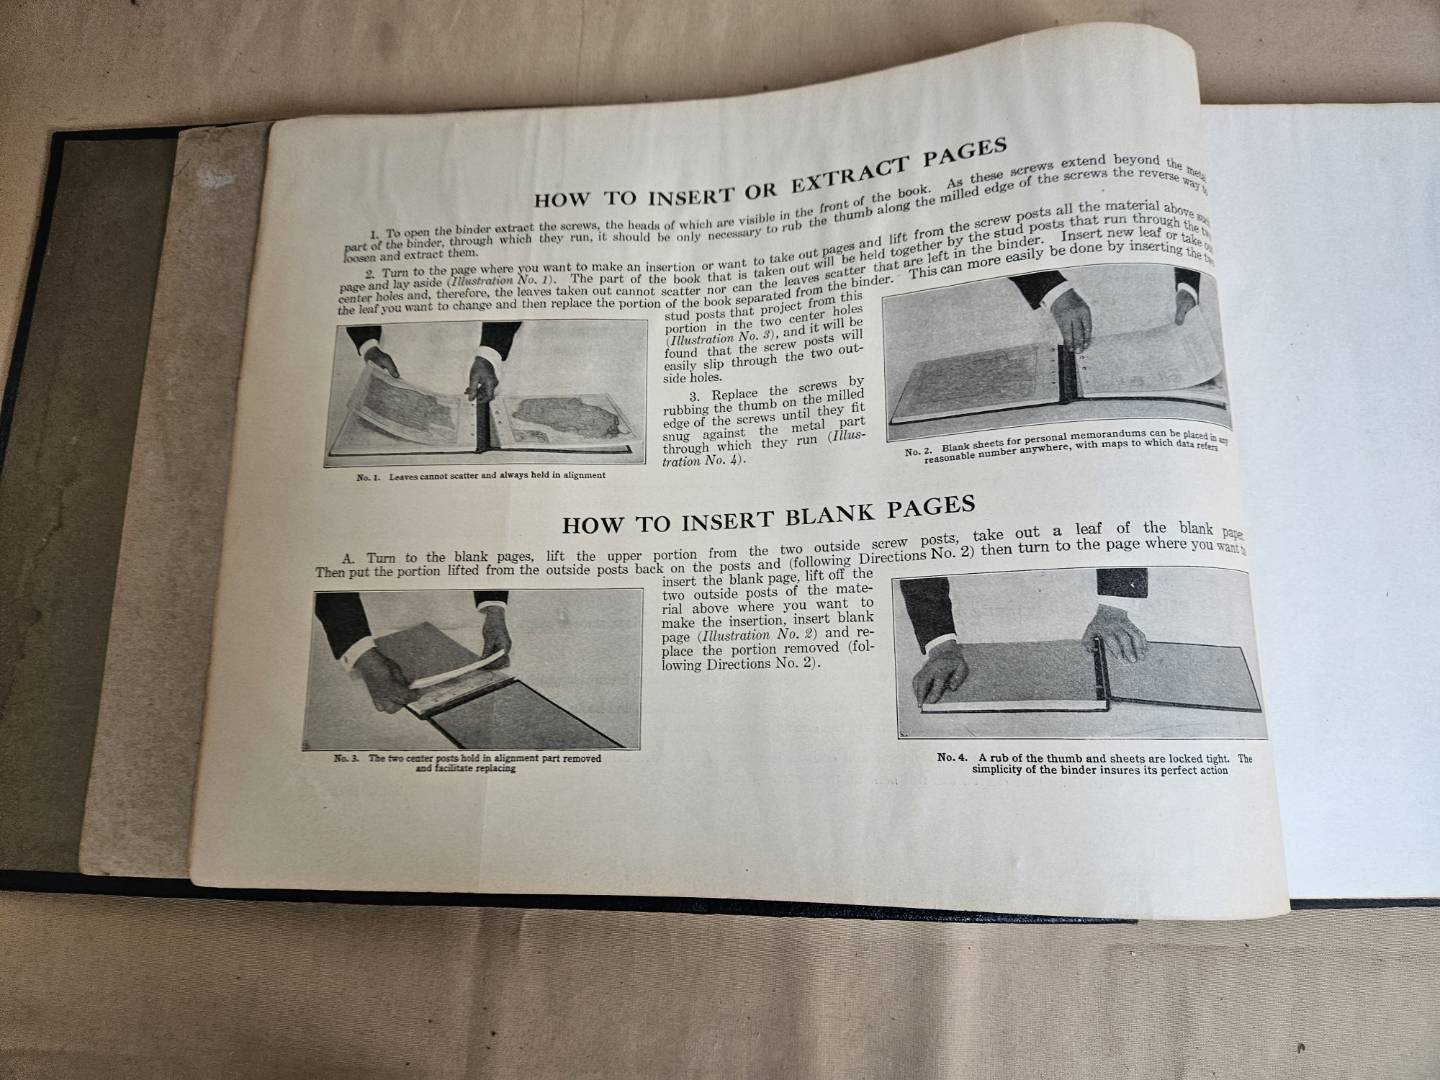 HOW TO INSERT OR EXTRACT PAGES
1. To open the binder extract the screws, the heads of which are visible in the front of the book. As these screws extend beyond the metal
part of the binder, through which they run, it should be only necessary to rub the thumb along the milled edge of the screws the reverse way to
loosen and extract them.
2. Turn to the page where you want to make an insertion or want to take out pages and lift from the screw posts all the material above
page and lay aside (Illustration No. 1). The part of the book that is taken out will be held together by the stud posts that run through the
center holes and, therefore, the leaves taken out cannot scatter nor can the leaves scatter that are left in the binder. Insert new leaf or take
the leaf you want to change and then replace the portion of the book separated from the binder. This can more easily be done by inserting the
stud posts that project from this
portion in the two center holes
(Illustration No. 3), and it will be
found that the screw posts will
easily slip through the two out-
side holes.
3. Replace the screws by
rubbing the thumb on the milled
edge of the screws until they fit
snug against the metal part
through which they run (Illus-
tration No. 4).
No. 1. Leaves cannot scatter and always held in alignment
No. 2. Blank sheets for personal memorandums can be placed in any
reasonable number anywhere, with maps to which data refers
HOW TO INSERT BLANK PAGES
A. Turn to the blank pages, lift the upper portion from the two outside screw posts, take out a leaf of the blank
Then put the portion lifted from the outside posts back on the posts and (following Directions No. 2) then turn to the page where you want
insert the blank page, lift off the
two outside posts of the mate-
rial above where you want to
make the insertion, insert blank
page (Illustration No. 2) and re-
place the portion removed (fol-
lowing Directions No. 2).
No. 3. The two center posts hold in alignment part removed
and facilitate replacing
No. 4. A rub of the thumb and sheets are locked tight. The
simplicity of the binder insures its perfect action